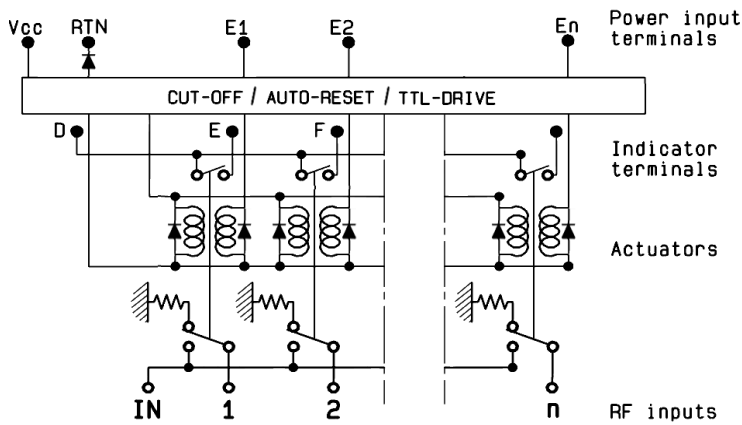 Vcc RTN E1 E2 En Power input
terminals
CUT-OFF / AUTO-RESET / TTL-DRIVE
D E F Indicator
terminals
Actuators
IN 1 2 n RF inputs